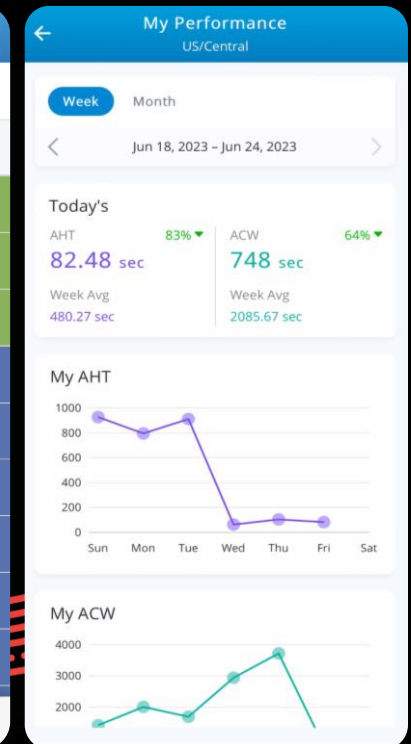 My Performance
US/Central
Week Month
Jun 18, 2023 – Jun 24, 2023
Today's
AHT 83% ACW 64%
82.48 sec 748 sec
Week Avg Week Avg
480.27 sec 2085.67 sec
My AHT
1000
800
600
400
200
0
Sun Mon Tue Wed Thu Fri Sat
My ACW
4000
3000
2000